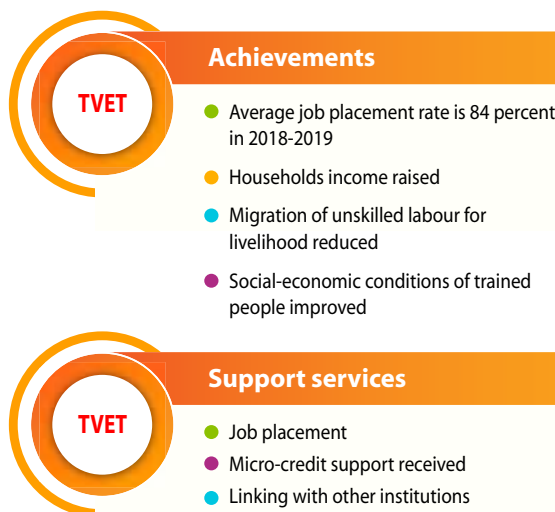 TVET
Achievements
Average job placement rate is 84 percent
in 2018-2019
Households income raised
Migration of unskilled labour for
livelihood reduced
Social-economic conditions of trained
people improved
TVET
Support services
Job placement
Micro-credit support received
Linking with other institutions